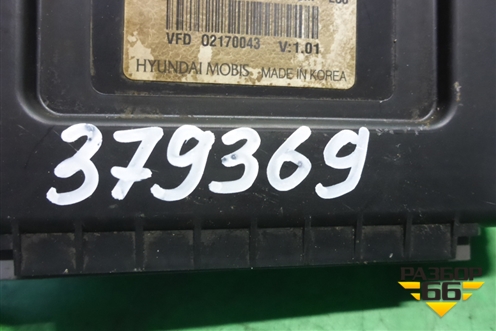 VFD 02170043 V:1.01
HYUNDAI MOBIS MADE IN KOREA
379369
РАЗБОР
66